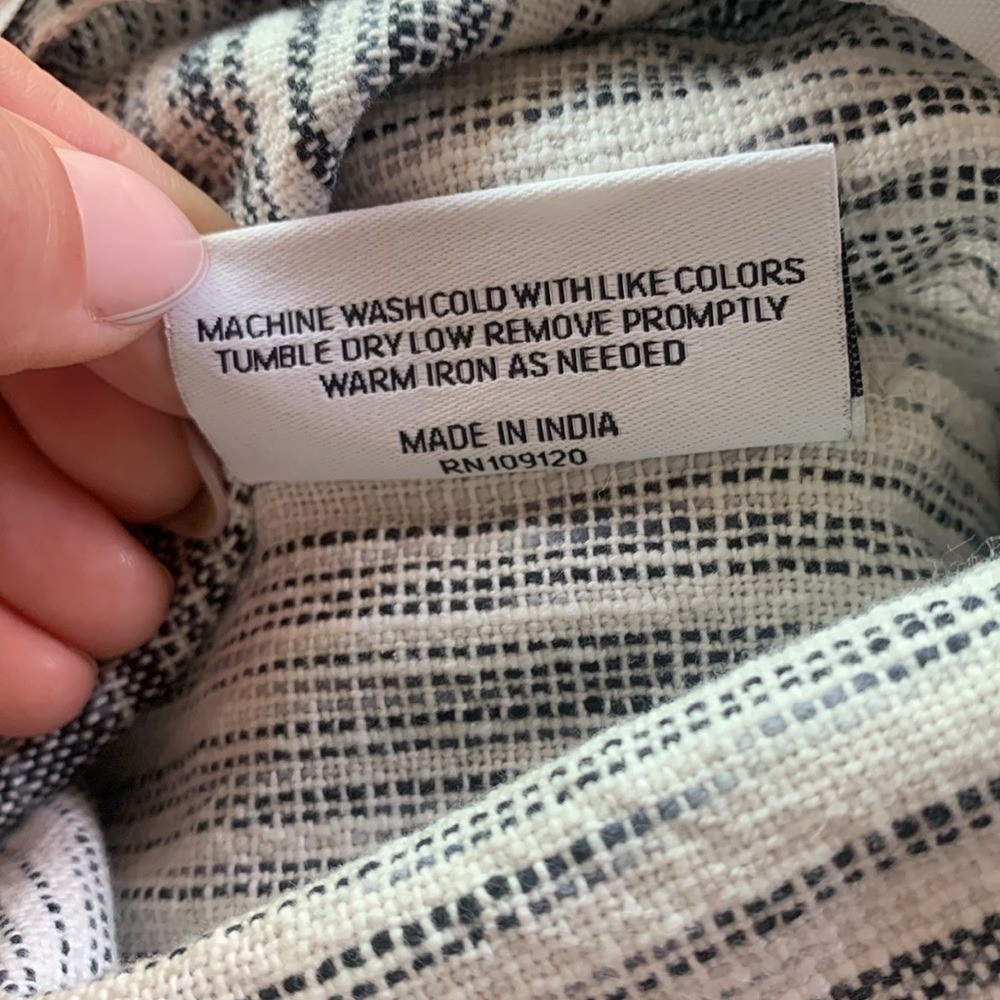 MACHINE WASH COLD WITH LIKE COLORS
TUMBLE DRY LOW REMOVE PROMPTLY
WARM IRON AS NEEDED
MADE IN INDIA
RN109120